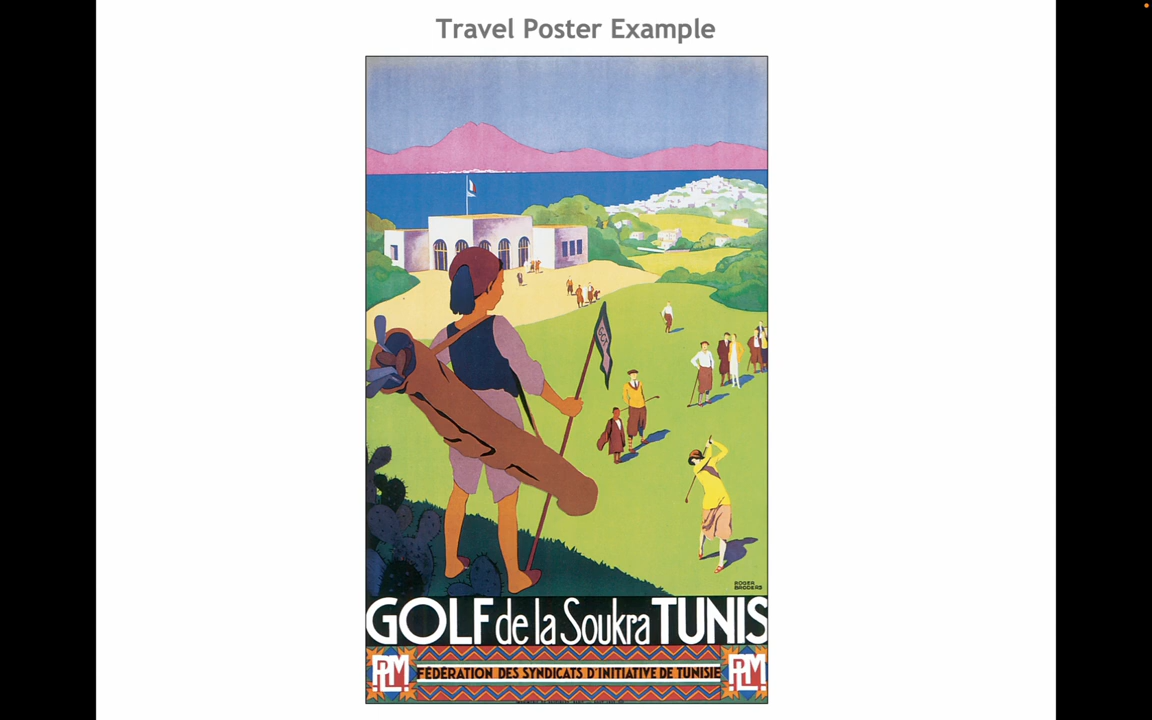 Travel Poster Example
ROGER
BRODERS
GOLF de la Soukra TUNIS
PLM
FÉDÉRATION DES SYNDICATS D'INITIATIVE DE TUNISIE
PLM